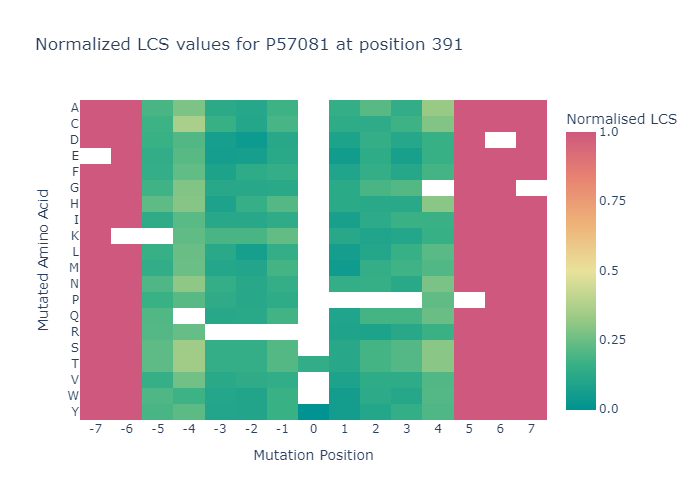 Normalized LCS values for P57081 at position 391
Normalised LCS
A
C
D
E
F
G
H
I
K
L
M
N
P
Q
R
S
T
V
W
Y
Mutated Amino Acid
1.0
0.75
0.5
0.25
0.0
-7 -6 -5 -4 -3 -2 -1 0 1 2 3 4 5 6 7
Mutation Position